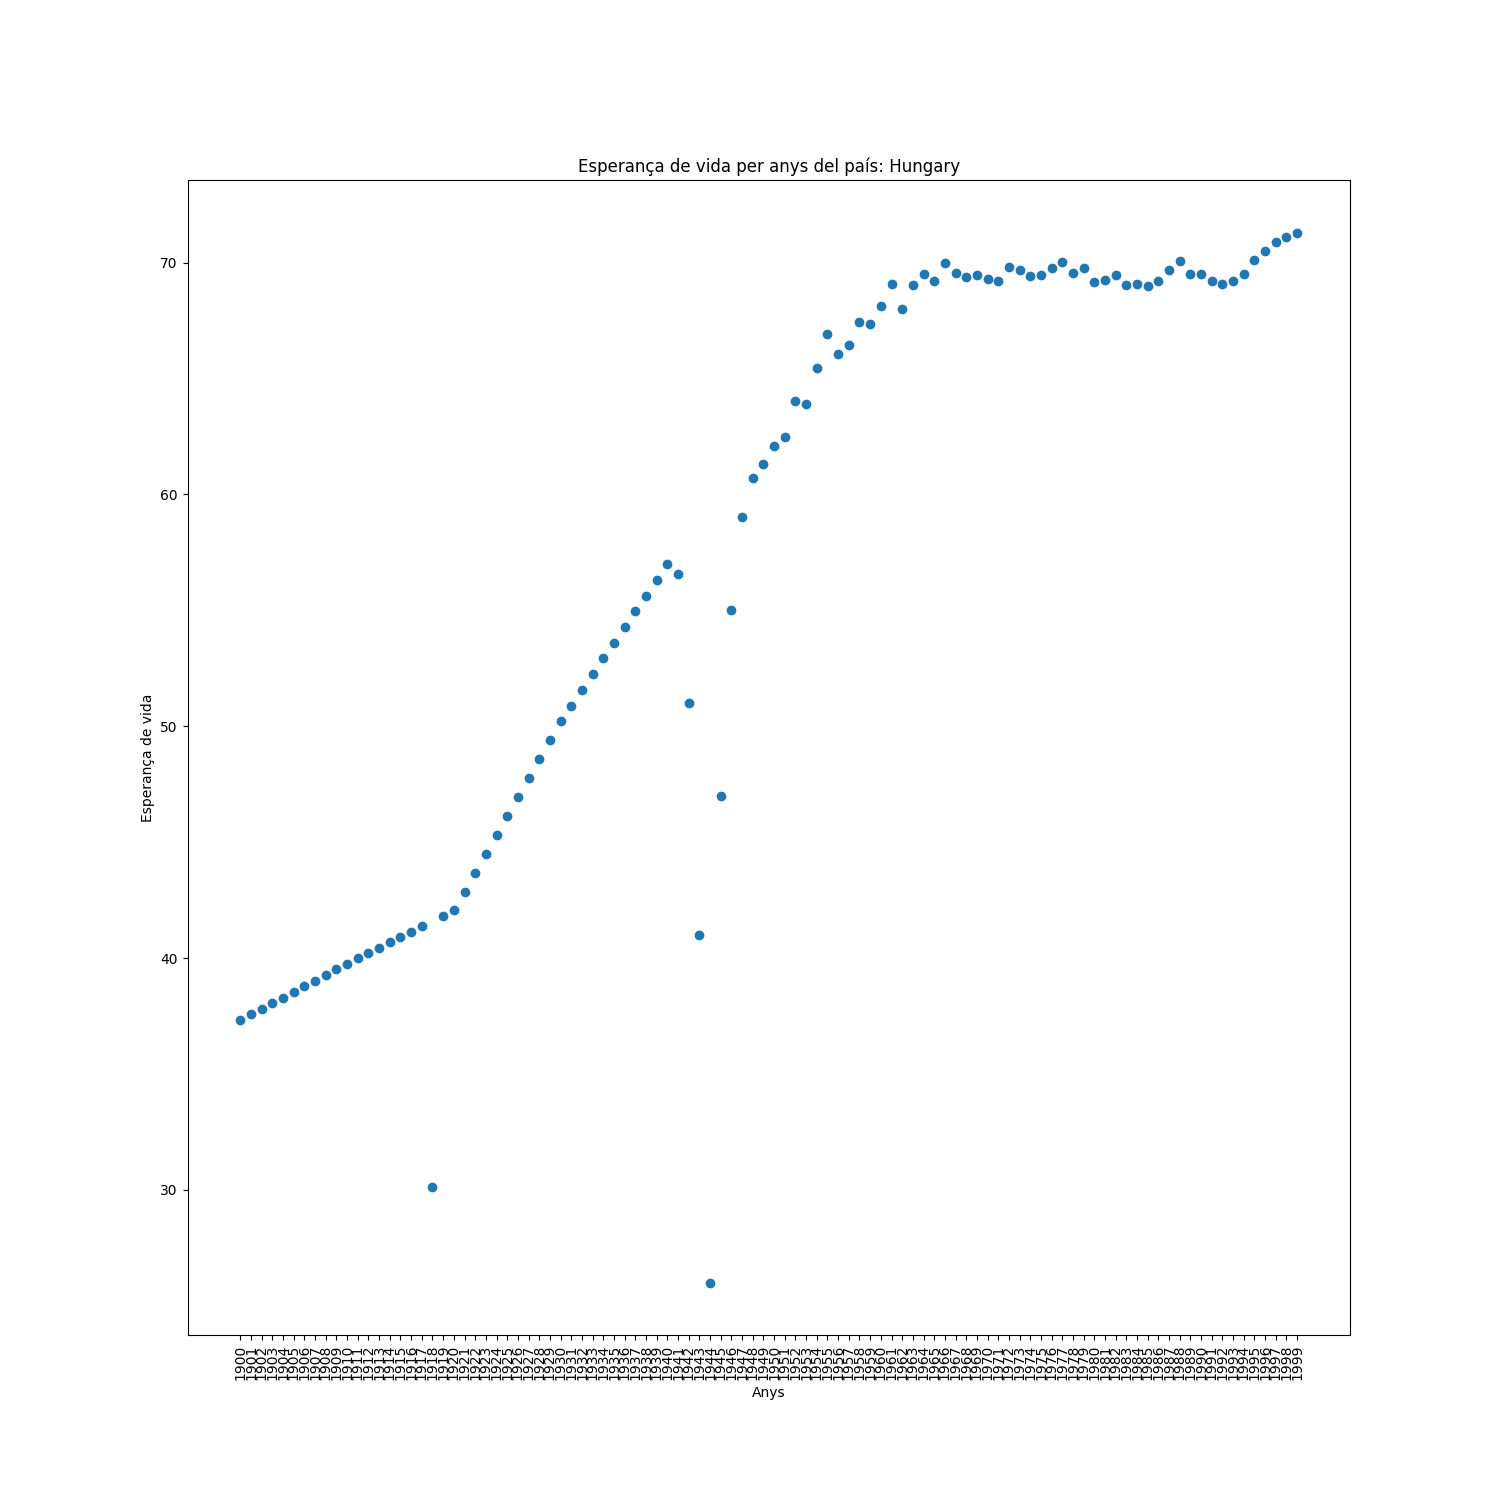 Esperança de vida per anys del país: Hungary
70
60
50
40
30
Esperança de vida
1900 1901 1902 1903 1904 1905 1906 1907 1908 1909 1910 1911 1912 1913 1914 1915 1916 1917 1918 1919 1920 1921 1922 1923 1924 1925 1926 1927 1928 1929 1930 1931 1932 1933 1934 1935 1936 1937 1938 1939 1940 1941 1942 1943 1944 1945 1946 1947 1948 1949 1950 1951 1952 1953 1954 1955 1956 1957 1958 1959 1960 1961 1962 1963 1964 1965 1966 1967 1968 1969 1970 1971 1972 1973 1974 1975 1976 1977 1978 1979 1980 1981 1982 1983 1984 1985 1986 1987 1988 1989 1990 1991 1992 1993 1994 1995 1996 1997 1998 1999
Anys